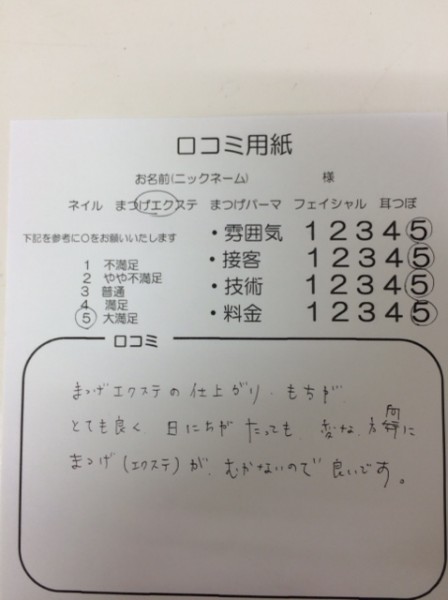 口コミ用紙
お名前(ニックネーム) 様
ネイル まつげエクステ まつげパーマ フェイシャル 耳つぼ
下記を参考に○をお願いいたします
1 不満足
2 やや不満足
3 普通
4 満足
5 大満足
・雰囲気 1 2 3 4 5
・接客 1 2 3 4 5
・技術 1 2 3 4 5
・料金 1 2 3 4 5
口コミ
まつげエクステの仕上がり、もちが
とても良く、日にちがたっても、変な方向に
まつげ(エクステ)が、むかないので良いです。